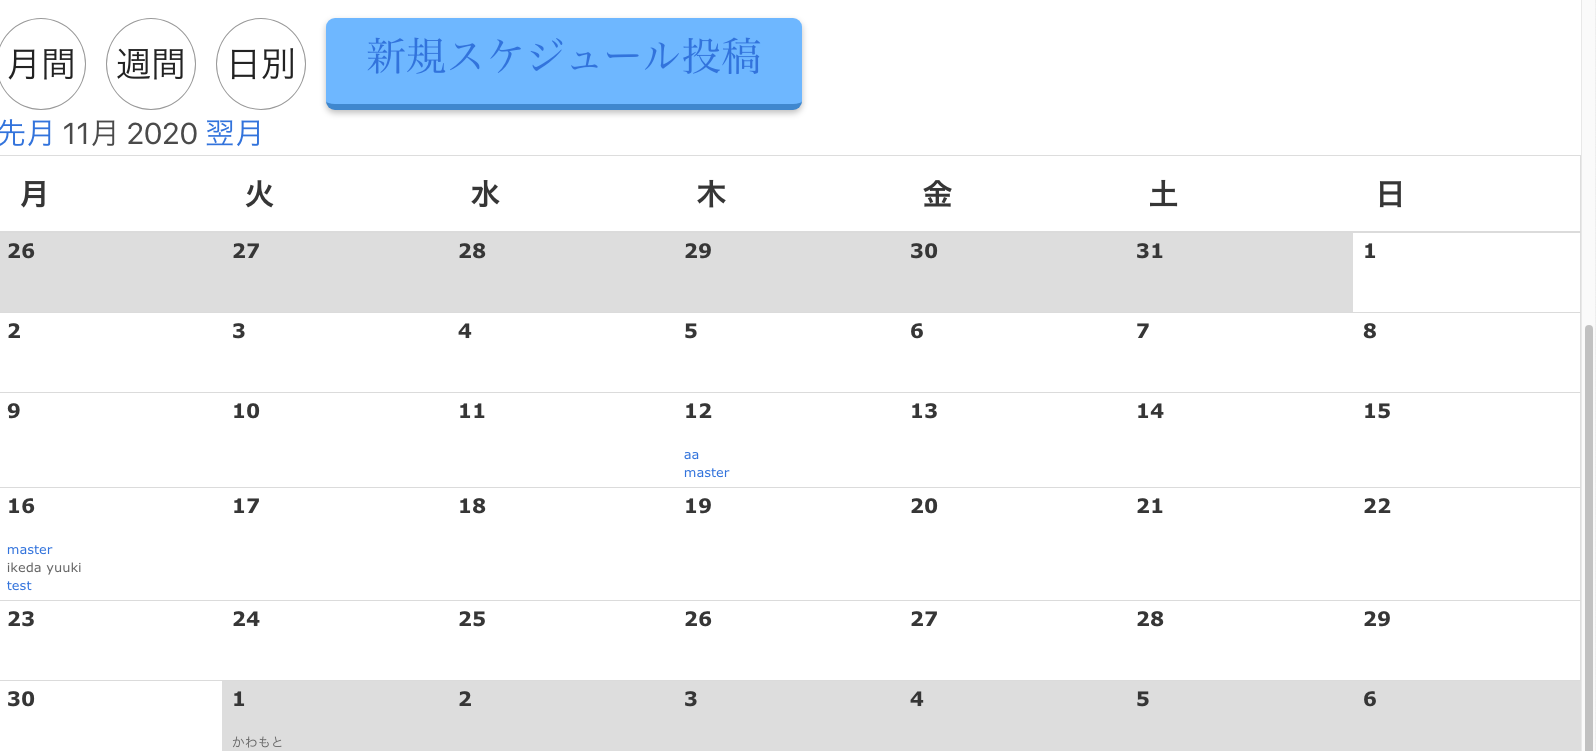 月間 週間 日別 新規スケジュール投稿
先月 11月 2020 翌月
月 火 水 木 金 土 日
26 27 28 29 30 31 1
2 3 4 5 6 7 8
9 10 11 12 13 14 15
aa
master
16 17 18 19 20 21 22
master
ikeda yuuki
test
23 24 25 26 27 28 29
30 1 2 3 4 5 6
かわもと